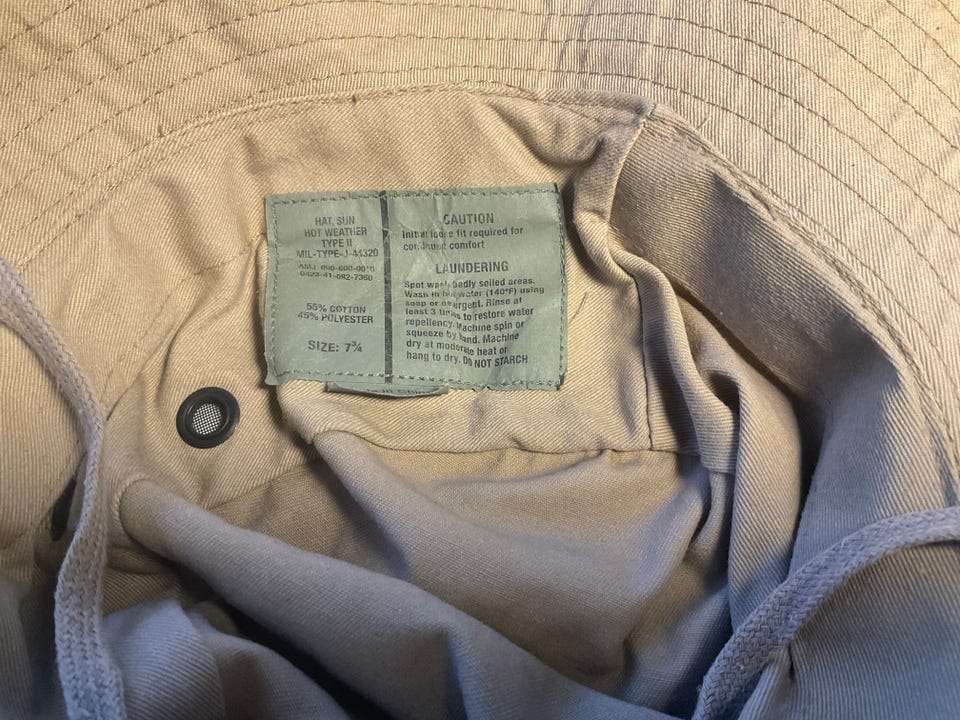 HAT, SUN
HOT WEATHER
TYPE II
MIL-TYPE-J-44320
55% COTTON
45% POLYESTER
SIZE: 7¾
CAUTION
Initial loose fit required for
continued comfort
LAUNDERING
Spot wash badly soiled areas.
Wash in hot water (140°F) using
soap or detergent. Rinse at
least 3 times to restore water
repellency. Machine spin or
squeeze by hand. Machine
dry at moderate heat or
hang to dry. DO NOT STARCH